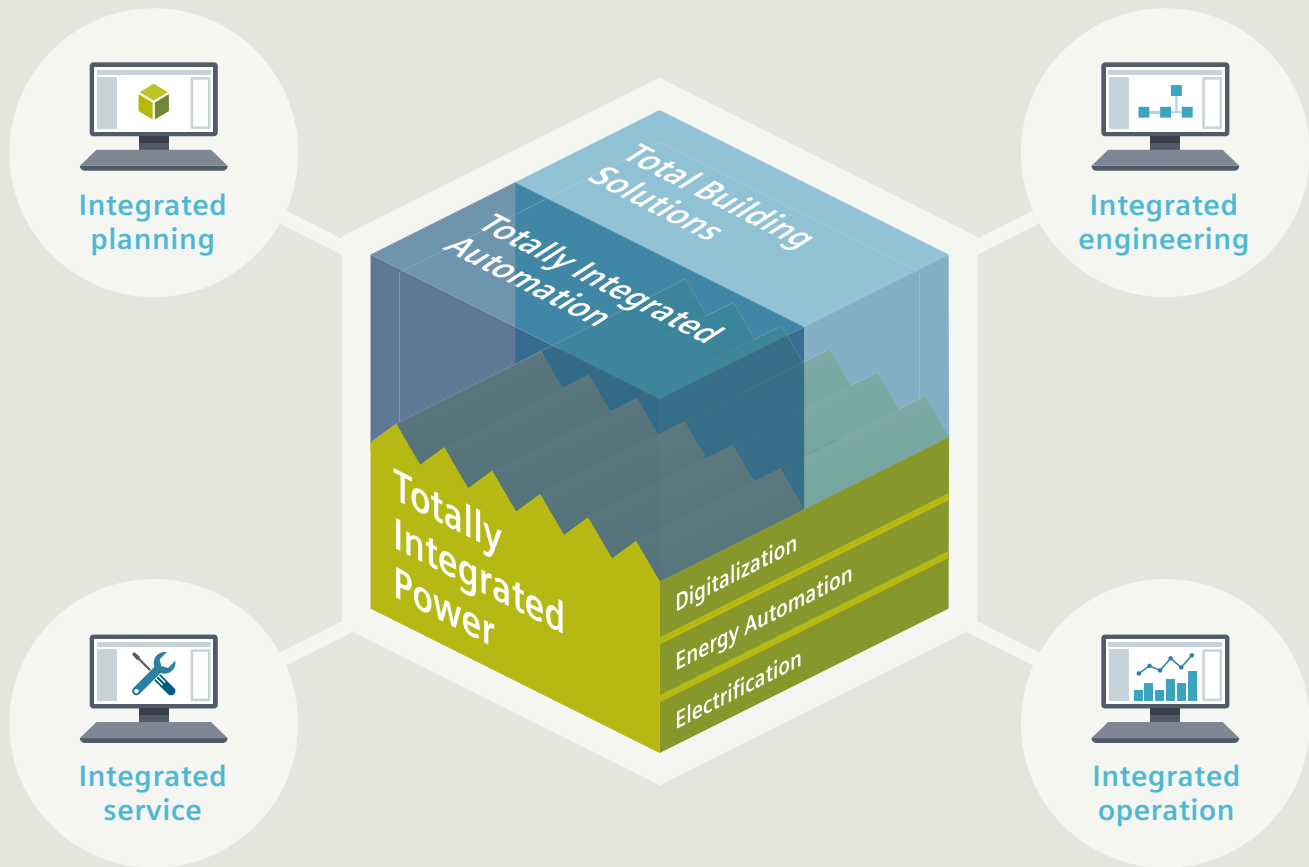 Integrated
planning
Integrated
engineering
Total Building
Solutions
Totally Integrated
Automation
Totally
Integrated
Power
Digitalization
Energy Automation
Electrification
Integrated
service
Integrated
operation